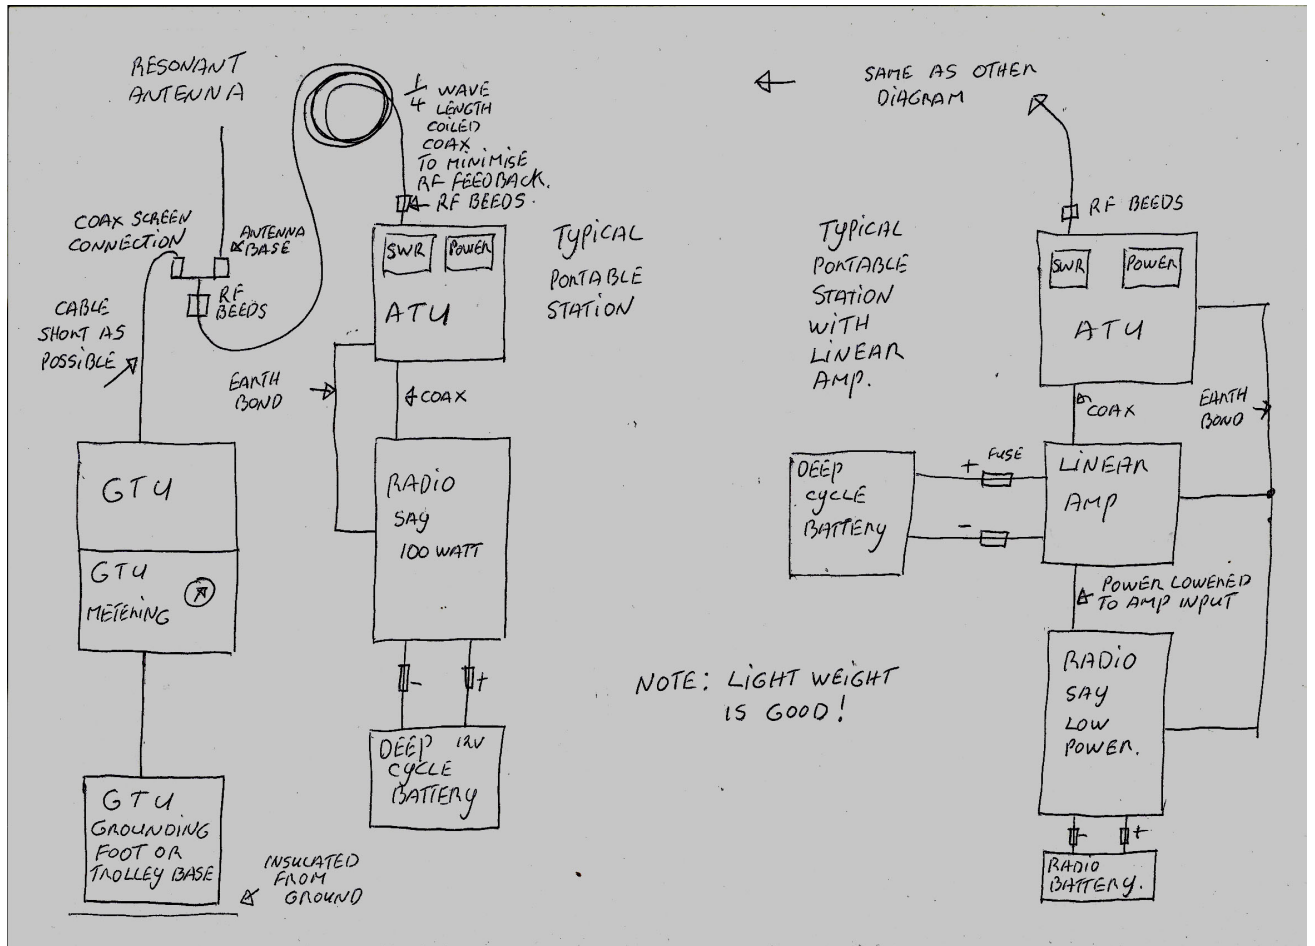 RESONANT
ANTENNA
1/4 WAVE
LENGTH
COILED
COAX
TO MINIMISE
RF FEEDBACK.
RF BEEDS.
COAX SCREEN
CONNECTION
ANTENNA
BASE
RF
BEEDS
CABLE
SHORT AS
POSSIBLE
SWR
POWER
ATU
TYPICAL
PORTABLE
STATION
EARTH
BOND
COAX
GTU
GTU
METERING
RADIO
SAY
100 WATT
-
+
DEEP 12V
CYCLE
BATTERY
GTU
GROUNDING
FOOT OR
TROLLEY BASE
INSULATED
FROM
GROUND
SAME AS OTHER
DIAGRAM
RF BEEDS
TYPICAL
PORTABLE
STATION
WITH
LINEAR
AMP.
SWR
POWER
ATU
COAX
EARTH
BOND
DEEP
CYCLE
BATTERY
+ FUSE
-
LINEAR
AMP
POWER LOWERED
TO AMP INPUT
NOTE: LIGHT WEIGHT
IS GOOD!
RADIO
SAY
LOW
POWER.
-
+
RADIO
BATTERY.